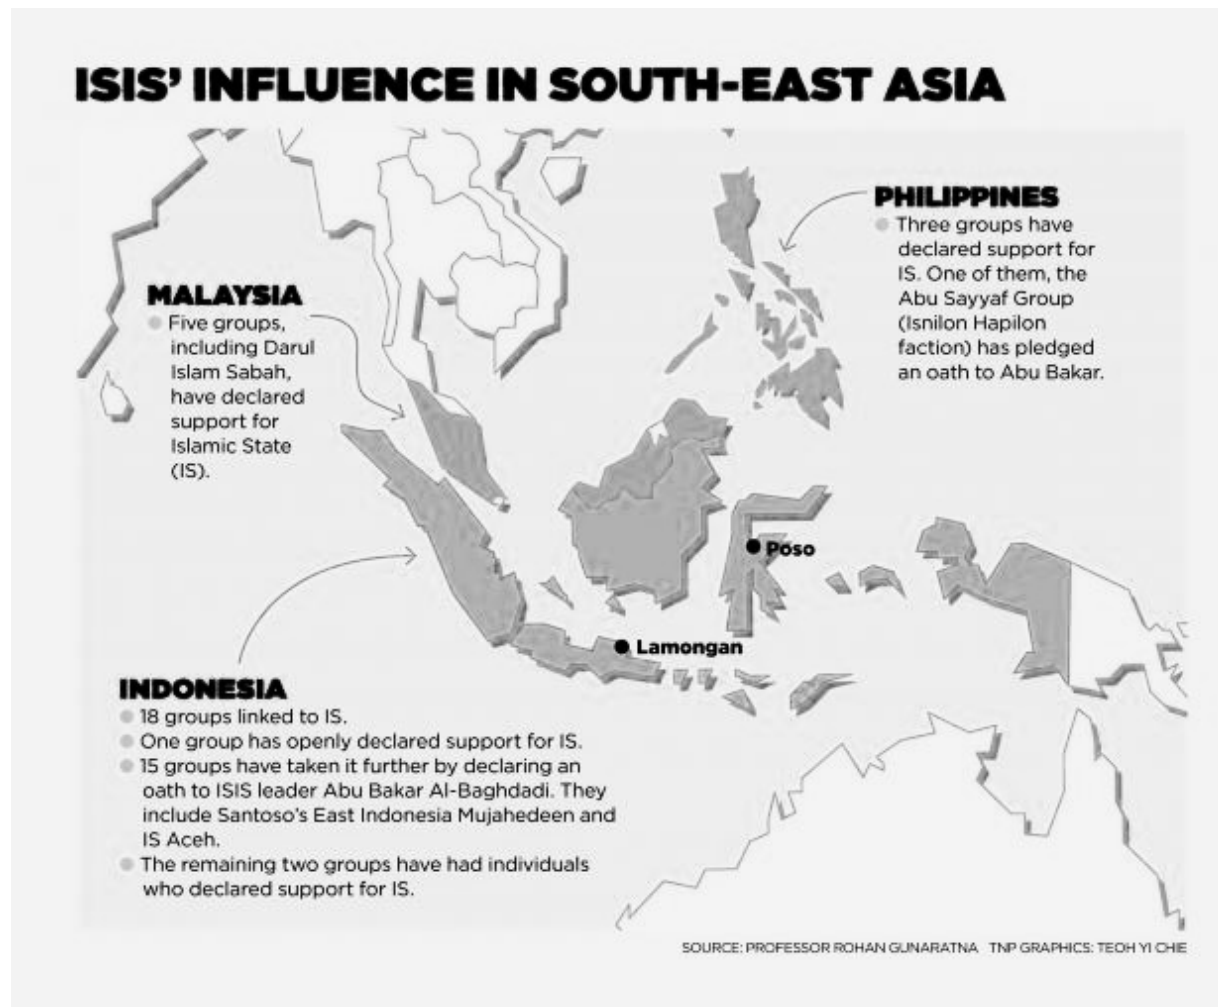 ISIS' INFLUENCE IN SOUTH-EAST ASIA
PHILIPPINES
Three groups have
declared support for
IS. One of them, the
Abu Sayyaf Group
(Isnilon Hapilon
faction) has pledged
an oath to Abu Bakar.
MALAYSIA
Five groups,
including Darul
Islam Sabah,
have declared
support for
Islamic State
(IS).
Poso
Lamongan
INDONESIA
18 groups linked to IS.
One group has openly declared support for IS.
15 groups have taken it further by declaring an
oath to ISIS leader Abu Bakar Al-Baghdadi. They
include Santoso's East Indonesia Mujahedeen and
IS Aceh.
The remaining two groups have had individuals
who declared support for IS.
SOURCE: PROFESSOR ROHAN GUNARATNA TNP GRAPHICS: TEOH YI CHIE